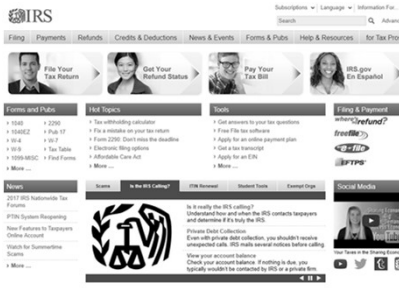 IRS
Subscriptions
Language
Information For...
Search
Advan
Filing
Payments
Refunds
Credits & Deductions
News & Events
Forms & Pubs
Help & Resources
for Tax Pro
File Your
Tax Return
Get Your
Refund Status
Pay Your
Tax Bill
IRS.gov
En Español
Forms and Pubs
1040
1040EZ
W-4
W-9
1099-MISC
2290
Pub 17
W-7
Tax Table
Find Forms
More ...
Hot Topics
Tax withholding calculator
Fix a mistake on your tax return
Form 2290: Don't miss the deadline
Electronic filing options
Affordable Care Act
More ...
Tools
Get answers to your tax questions
Free File tax software
Apply for an online payment plan
Get a tax transcript
Apply for an EIN
More ...
Filing & Payment
where's my refund?
freefile
e-file
EFTPS
News
2017 IRS Nationwide Tax
Forums
PTIN System Reopening
New Features to Taxpayers
Online Account
Watch for Summertime
Scams
More ...
Scams
Is the IRS Calling?
PTIN Renewal
Student Tools
Exempt Orgs
Is it really the IRS calling?
Understand how and when the IRS contacts taxpayers
and determine if it's truly the IRS.
Private Debt Collection
Even with private debt collection, you shouldn't receive
unexpected calls. IRS mails several notices before calling.
View your account balance
Check your account balance. If nothing is due, you
typically wouldn't be contacted by IRS or a private firm
Social Media
Your Taxes in the Sharing Econo